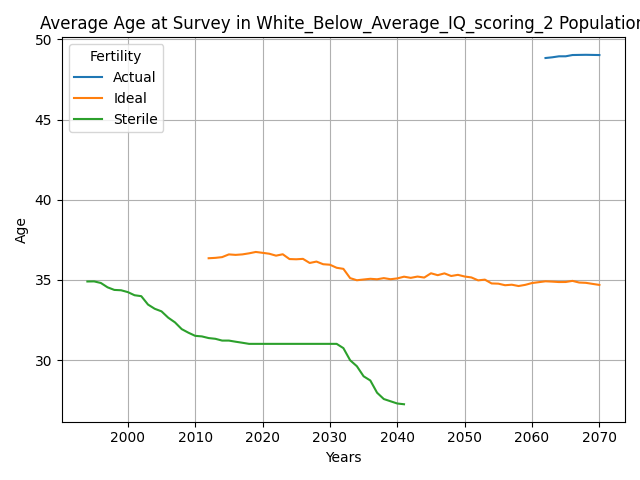 Average Age at Survey in White_Below_Average_IQ_scoring_2 Population
Fertility
Actual
Ideal
Sterile
50
45
40
35
30
Age
2000 2010 2020 2030 2040 2050 2060 2070
Years